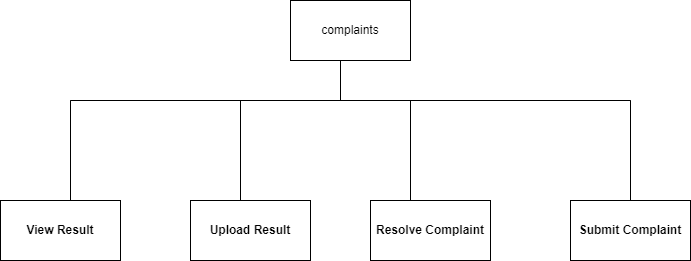 complaints
View Result
Upload Result
Resolve Complaint
Submit Complaint